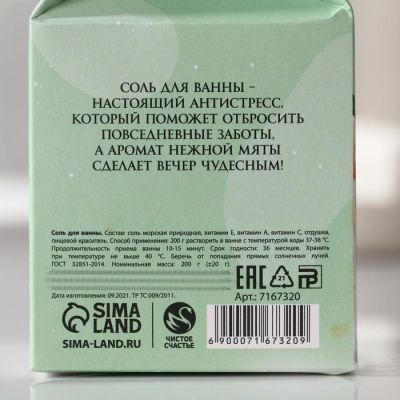 СОЛЬ ДЛЯ ВАННЫ –
НАСТОЯЩИЙ АНТИСТРЕСС,
КОТОРЫЙ ПОМОЖЕТ ОТБРОСИТЬ
ПОВСЕДНЕВНЫЕ ЗАБОТЫ,
А АРОМАТ НЕЖНОЙ МЯТЫ
СДЕЛАЕТ ВЕЧЕР ЧУДЕСНЫМ!
Соль для ванны. Состав: соль морская природная, витамин Е, витамин А, витамин С, отдушка,
пищевой краситель. Способ применения: 200 г растворить в ванне с температурой воды 37-38 °С.
Продолжительность приема ванны 10-15 минут. Срок годности: 36 месяцев. Хранить
при температуре не выше 40 °С. Беречь от попадания прямых солнечных лучей.
ГОСТ 32851-2014. Номинальная масса: 200 г (±20 г).
Дата изготовления: 09.2021. ТР ТС 009/2011.
ЕАС 21 ТР
Арт.: 7167320
SIMA
LAND
SIMA-LAND.RU
ЧИСТОЕ
СЧАСТЬЕ
6 900071 673209